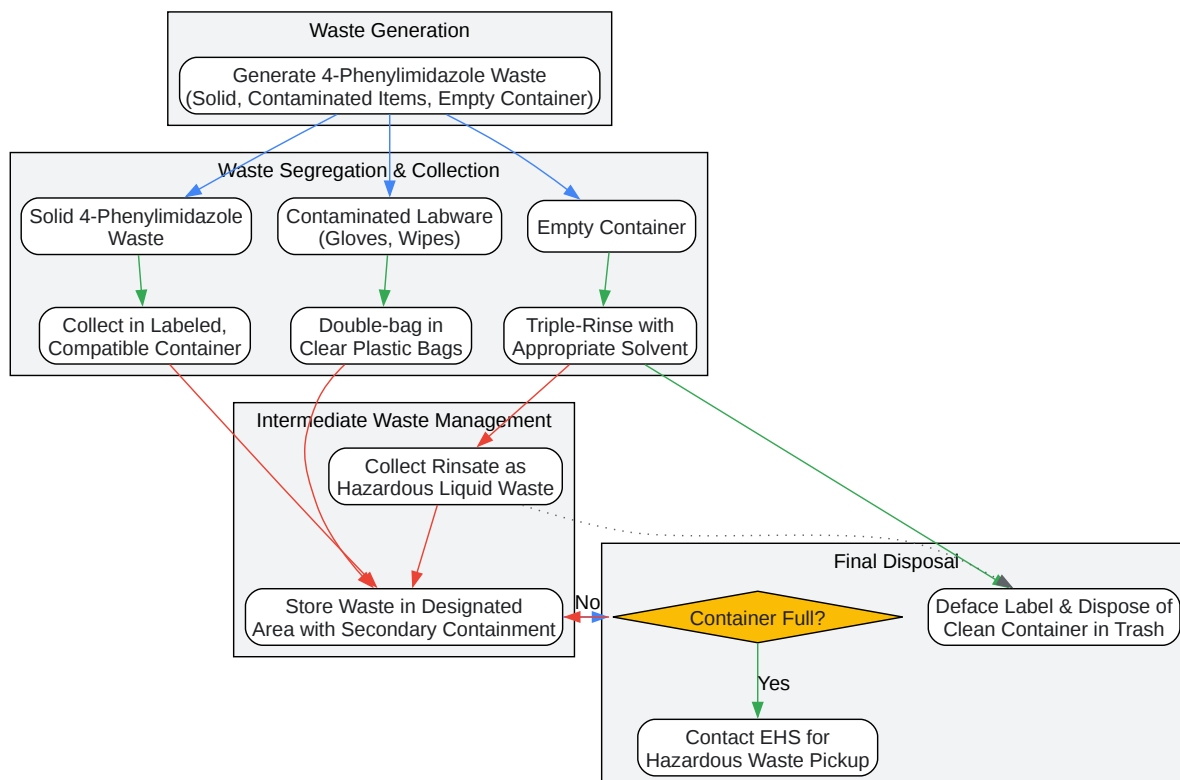 Waste Generation
Generate 4-Phenylimidazole Waste
(Solid, Contaminated Items, Empty Container)
Waste Segregation & Collection
Solid 4-Phenylimidazole
Waste
Contaminated Labware
(Gloves, Wipes)
Empty Container
Collect in Labeled,
Compatible Container
Double-bag in
Clear Plastic Bags
Triple-Rinse with
Appropriate Solvent
Intermediate Waste Management
Collect Rinsate as
Hazardous Liquid Waste
Store Waste in Designated
Area with Secondary Containment
No
Final Disposal
Container Full?
Deface Label & Dispose of
Clean Container in Trash
Yes
Contact EHS for
Hazardous Waste Pickup